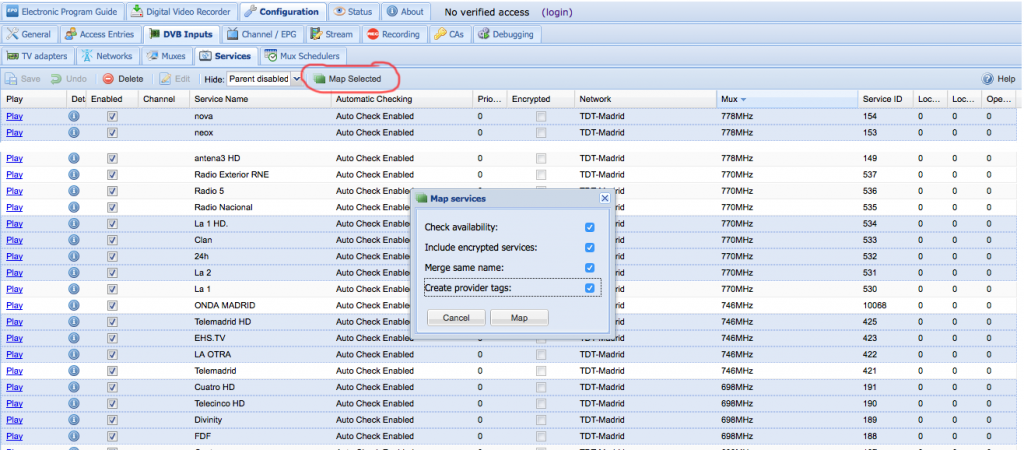 EPG Electronic Program Guide Digital Video Recorder Configuration Status About No verified access (login)
General Access Entries DVB Inputs Channel / EPG Stream REC Recording CAs Debugging
TV adapters Networks Muxes Services Mux Schedulers
Save Undo Delete Edit Hide: Parent disabled Map Selected Help
Play Det Enabled Channel Service Name Automatic Checking Prio... Encrypted Network Mux Service ID Loc... Loc... Ope...
Play nova Auto Check Enabled 0 TDT-Madrid 778MHz 154 0 0 0
Play neox Auto Check Enabled 0 TDT-Madrid 778MHz 153 0 0 0
Play antena3 HD Auto Check Enabled 0 TDT-Madrid 778MHz 149 0 0 0
Play Radio Exterior RNE Auto Check Enabled 0 TDT-Madrid 770MHz 537 0 0 0
Play Radio 5 Auto Check Enabled 0 TDT-Madrid 770MHz 536 0 0 0
Play Radio Nacional Auto Check Enable 770MHz 535 0 0 0
Play La 1 HD. Auto Check Enable 770MHz 534 0 0 0
Play Clan Auto Check Enable 770MHz 533 0 0 0
Play 24h Auto Check Enable 770MHz 532 0 0 0
Play La 2 Auto Check Enable 770MHz 531 0 0 0
Play La 1 Auto Check Enable 770MHz 530 0 0 0
Play ONDA MADRID Auto Check Enable 746MHz 10068 0 0 0
Play Telemadrid HD Auto Check Enable 746MHz 425 0 0 0
Play EHS.TV Auto Check Enable 746MHz 423 0 0 0
Play LA OTRA Auto Check Enabled 0 TDT-Madrid 746MHz 422 0 0 0
Play Telemadrid Auto Check Enabled 0 TDT-Madrid 746MHz 421 0 0 0
Play Cuatro HD Auto Check Enabled 0 TDT-Madrid 698MHz 191 0 0 0
Play Telecinco HD Auto Check Enabled 0 TDT-Madrid 698MHz 190 0 0 0
Play Divinity Auto Check Enabled 0 TDT-Madrid 698MHz 189 0 0 0
Play FDF Auto Check Enabled 0 TDT-Madrid 698MHz 188 0 0 0
Map services
Check availability:
Include encrypted services:
Merge same name:
Create provider tags:
Cancel Map